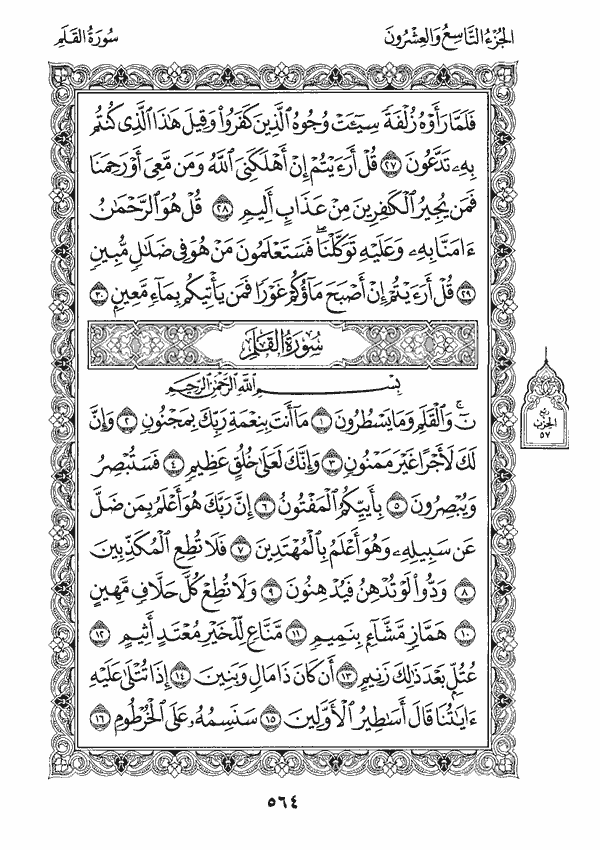 الجزء التاسع والعشرون
سورة القلم
فَلَمَّا رَأَوْهُ زُلْفَةً سِيٓـَٔتْ وُجُوهُ ٱلَّذِينَ كَفَرُوا۟ وَقِيلَ هَٰذَا ٱلَّذِى كُنتُم
بِهِۦ تَدَّعُونَ ٢٧ قُلْ أَرَءَيْتُمْ إِنْ أَهْلَكَنِىَ ٱللَّهُ وَمَن مَّعِىَ أَوْ رَحِمَنَا
فَمَن يُجِيرُ ٱلْكَٰفِرِينَ مِنْ عَذَابٍ أَلِيمٍ ٢٨ قُلْ هُوَ ٱلرَّحْمَٰنُ
ءَامَنَّا بِهِۦ وَعَلَيْهِ تَوَكَّلْنَا ۖ فَسَتَعْلَمُونَ مَنْ هُوَ فِى ضَلَٰلٍ مُّبِينٍ
٢٩ قُلْ أَرَءَيْتُمْ إِنْ أَصْبَحَ مَآؤُكُمْ غَوْرًا فَمَن يَأْتِيكُم بِمَآءٍ مَّعِينٍۭ ٣٠
سورة القلم
بِسْمِ ٱللَّهِ ٱلرَّحْمَٰنِ ٱلرَّحِيمِ
نٓ ۚ وَٱلْقَلَمِ وَمَا يَسْطُرُونَ ١ مَآ أَنتَ بِنِعْمَةِ رَبِّكَ بِمَجْنُونٍ ٢ وَإِنَّ
لَكَ لَأَجْرًا غَيْرَ مَمْنُونٍ ٣ وَإِنَّكَ لَعَلَىٰ خُلُقٍ عَظِيمٍ ٤ فَسَتُبْصِرُ
وَيُبْصِرُونَ ٥ بِأَييِّكُمُ ٱلْمَفْتُونُ ٦ إِنَّ رَبَّكَ هُوَ أَعْلَمُ بِمَن ضَلَّ
عَن سَبِيلِهِۦ وَهُوَ أَعْلَمُ بِٱلْمُهْتَدِينَ ٧ فَلَا تُطِعِ ٱلْمُكَذِّبِينَ
٨ وَدُّوا۟ لَوْ تُدْهِنُ فَيُدْهِنُونَ ٩ وَلَا تُطِعْ كُلَّ حَلَّافٍ مَّهِينٍ
١٠ هَمَّازٍ مَّشَّآءٍۭ بِنَمِيمٍ ١١ مَّنَّاعٍ لِّلْخَيْرِ مُعْتَدٍ أَثِيمٍ ١٢
عُتُلٍّۭ بَعْدَ ذَٰلِكَ زَنِيمٍ ١٣ أَن كَانَ ذَا مَالٍ وَبَنِينَ ١٤ إِذَا تُتْلَىٰ عَلَيْهِ
ءَايَٰتُنَا قَالَ أَسَٰطِيرُ ٱلْأَوَّلِينَ ١٥ سَنَسِمُهُۥ عَلَى ٱلْخُرْطُومِ ١٦
ربع
الحزب
٥٧
٥٦٤